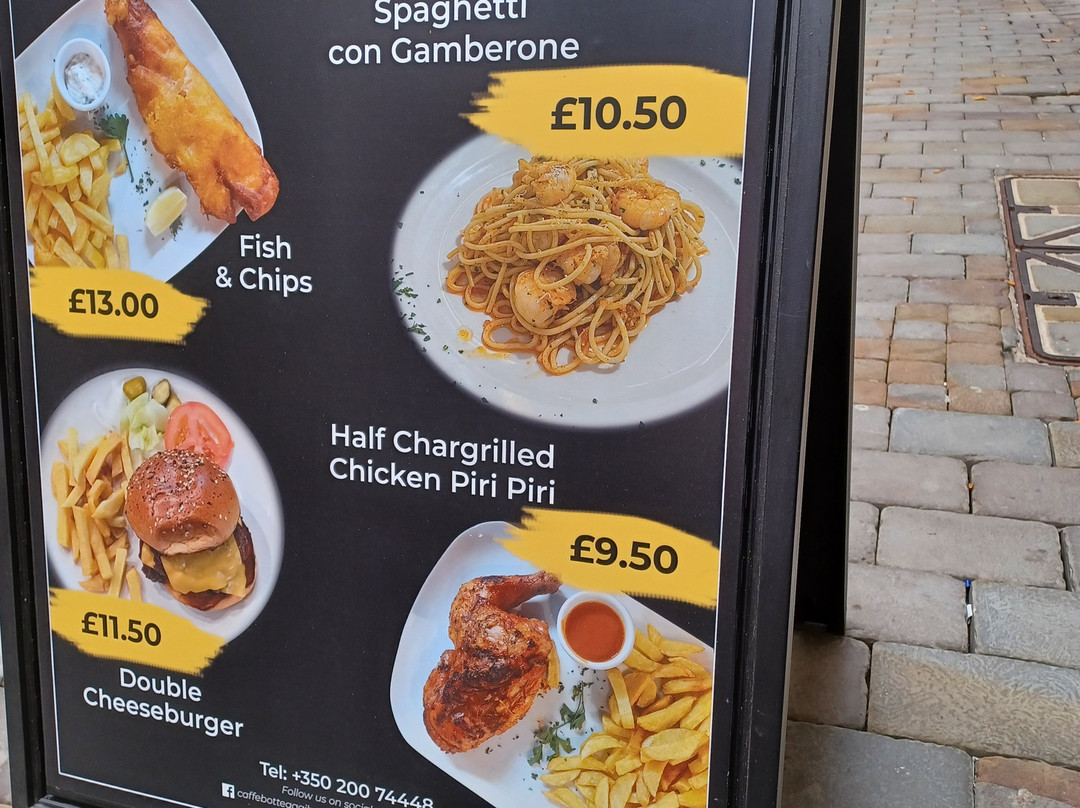 Spaghetti
con Gamberone
£10.50
Fish
& Chips
£13.00
Half Chargrilled
Chicken Piri Piri
£9.50
£11.50
Double
Cheeseburger
Tel: +350 200 74448
Follow us on